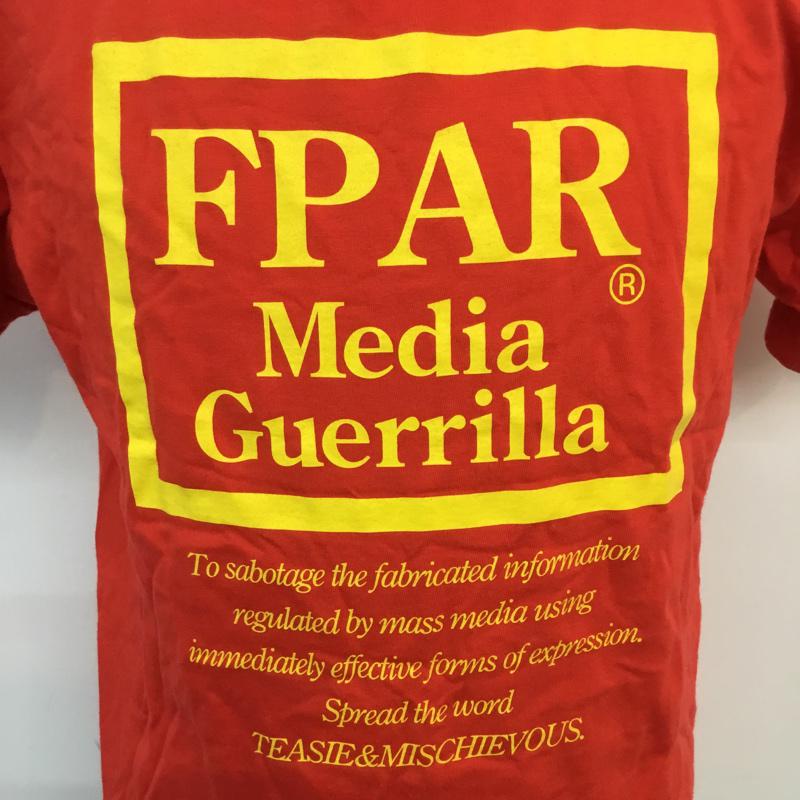 FPAR
®
Media
Guerrilla
To sabotage the fabricated information
regulated by mass media using
immediately effective forms of expression.
Spread the word
TEASIE&MISCHIEVOUS.